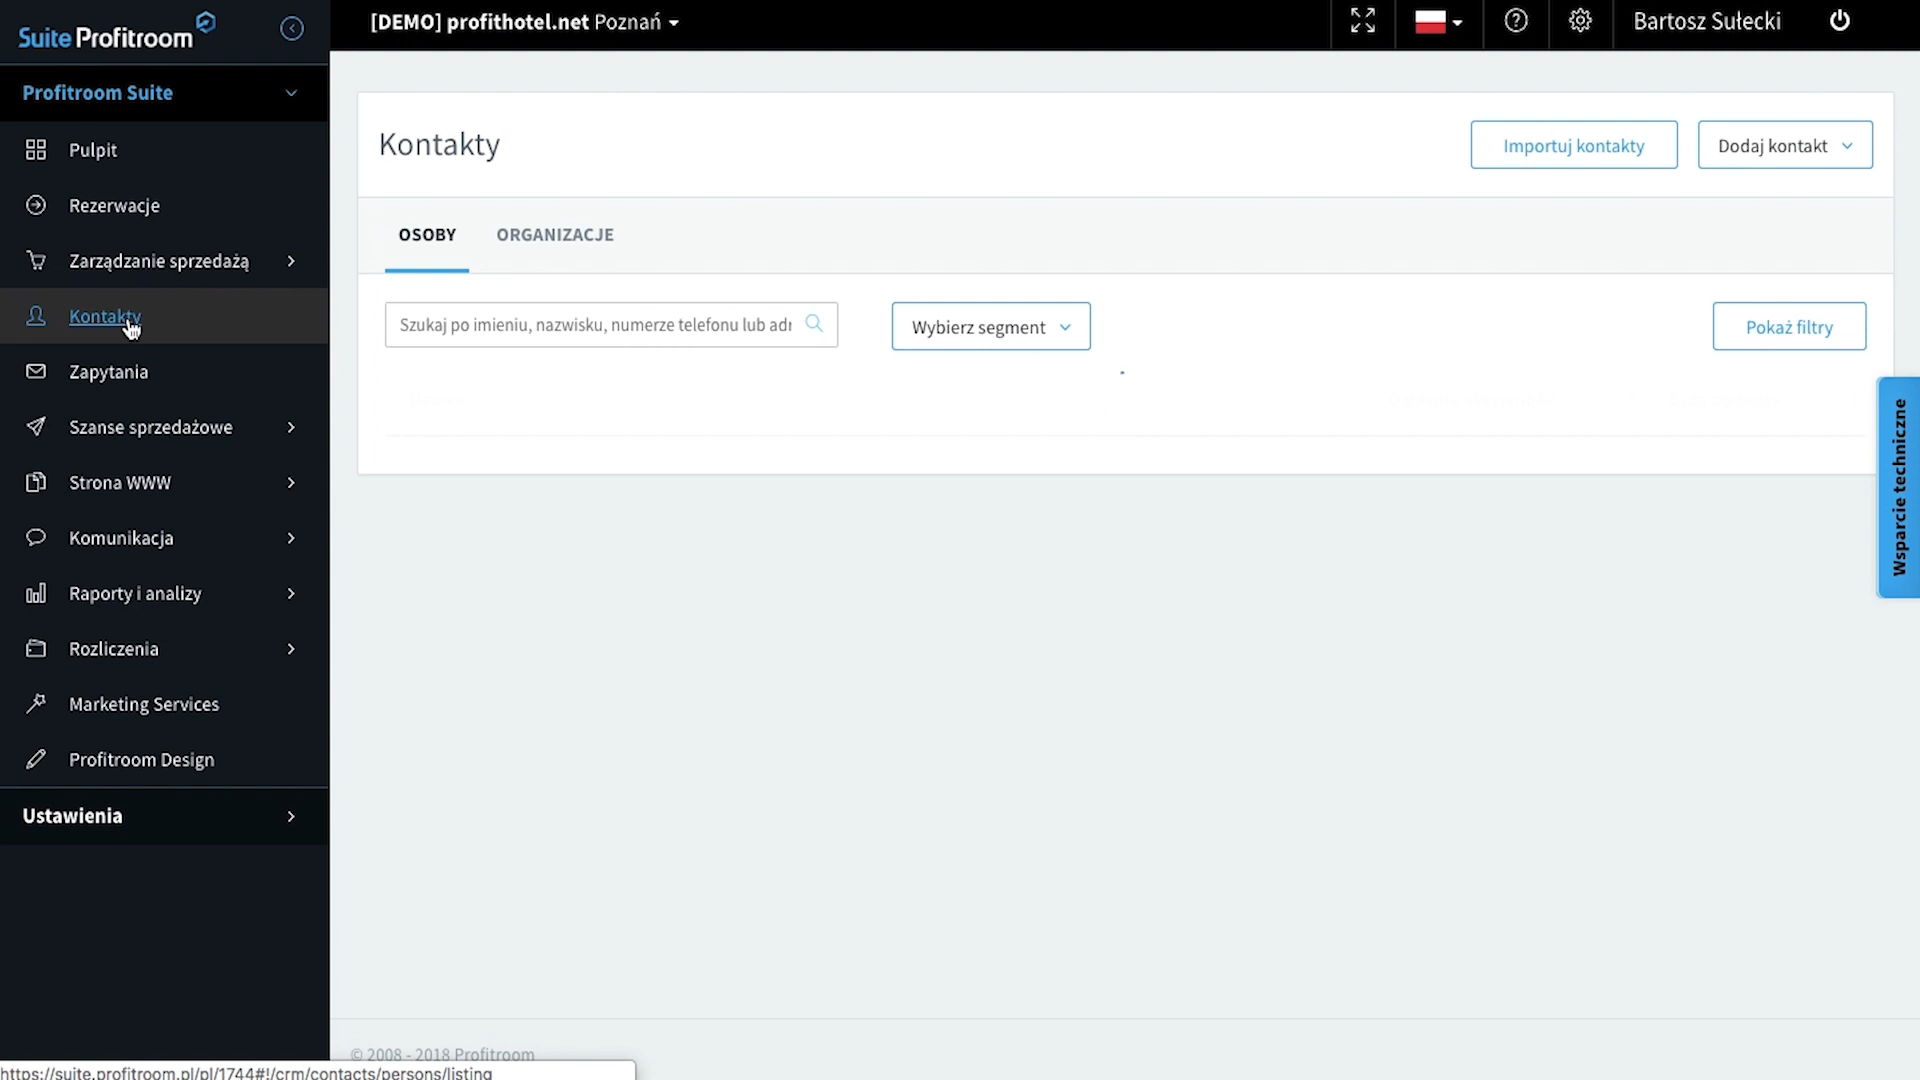 Suite Profitroom
[DEMO] profithotel.net Poznań
Bartosz Sułecki
Profitroom Suite
Pulpit
Rezerwacje
Zarządzanie sprzedażą
Kontakty
Zapytania
Szanse sprzedażowe
Strona WWW
Komunikacja
Raporty i analizy
Rozliczenia
Marketing Services
Profitroom Design
Ustawienia
Kontakty
Importuj kontakty
Dodaj kontakt
OSOBY
ORGANIZACJE
Szukaj po imieniu, nazwisku, numerze telefonu lub adr
Wybierz segment
Pokaż filtry
Wsparcie techniczne
© 2008 - 2018 Profitroom
https://suite.profitroom.pl/pl/1744#!/crm/contacts/persons/listing